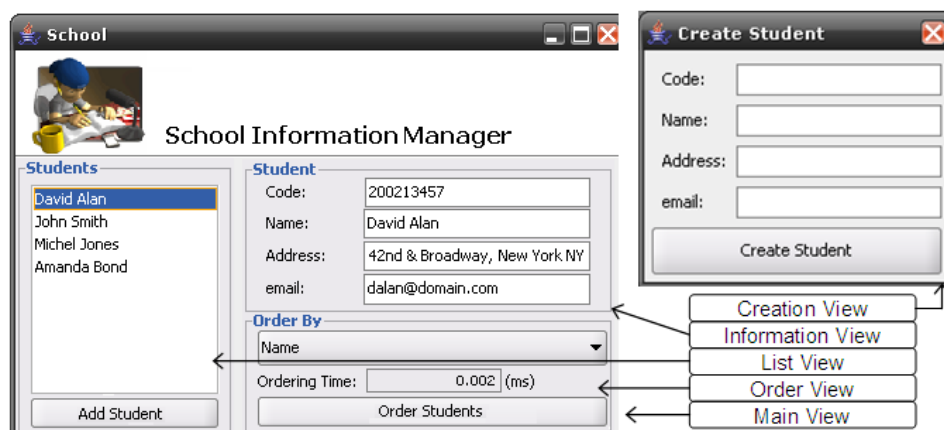 School
School Information Manager
Students
David Alan
John Smith
Michel Jones
Amanda Bond
Add Student
Student
Code: 200213457
Name: David Alan
Address: 42nd & Broadway, New York NY
email: dalan@domain.com
Order By
Name
Ordering Time: 0.002 (ms)
Order Students
Create Student
Code:
Name:
Address:
email:
Create Student
Creation View
Information View
List View
Order View
Main View